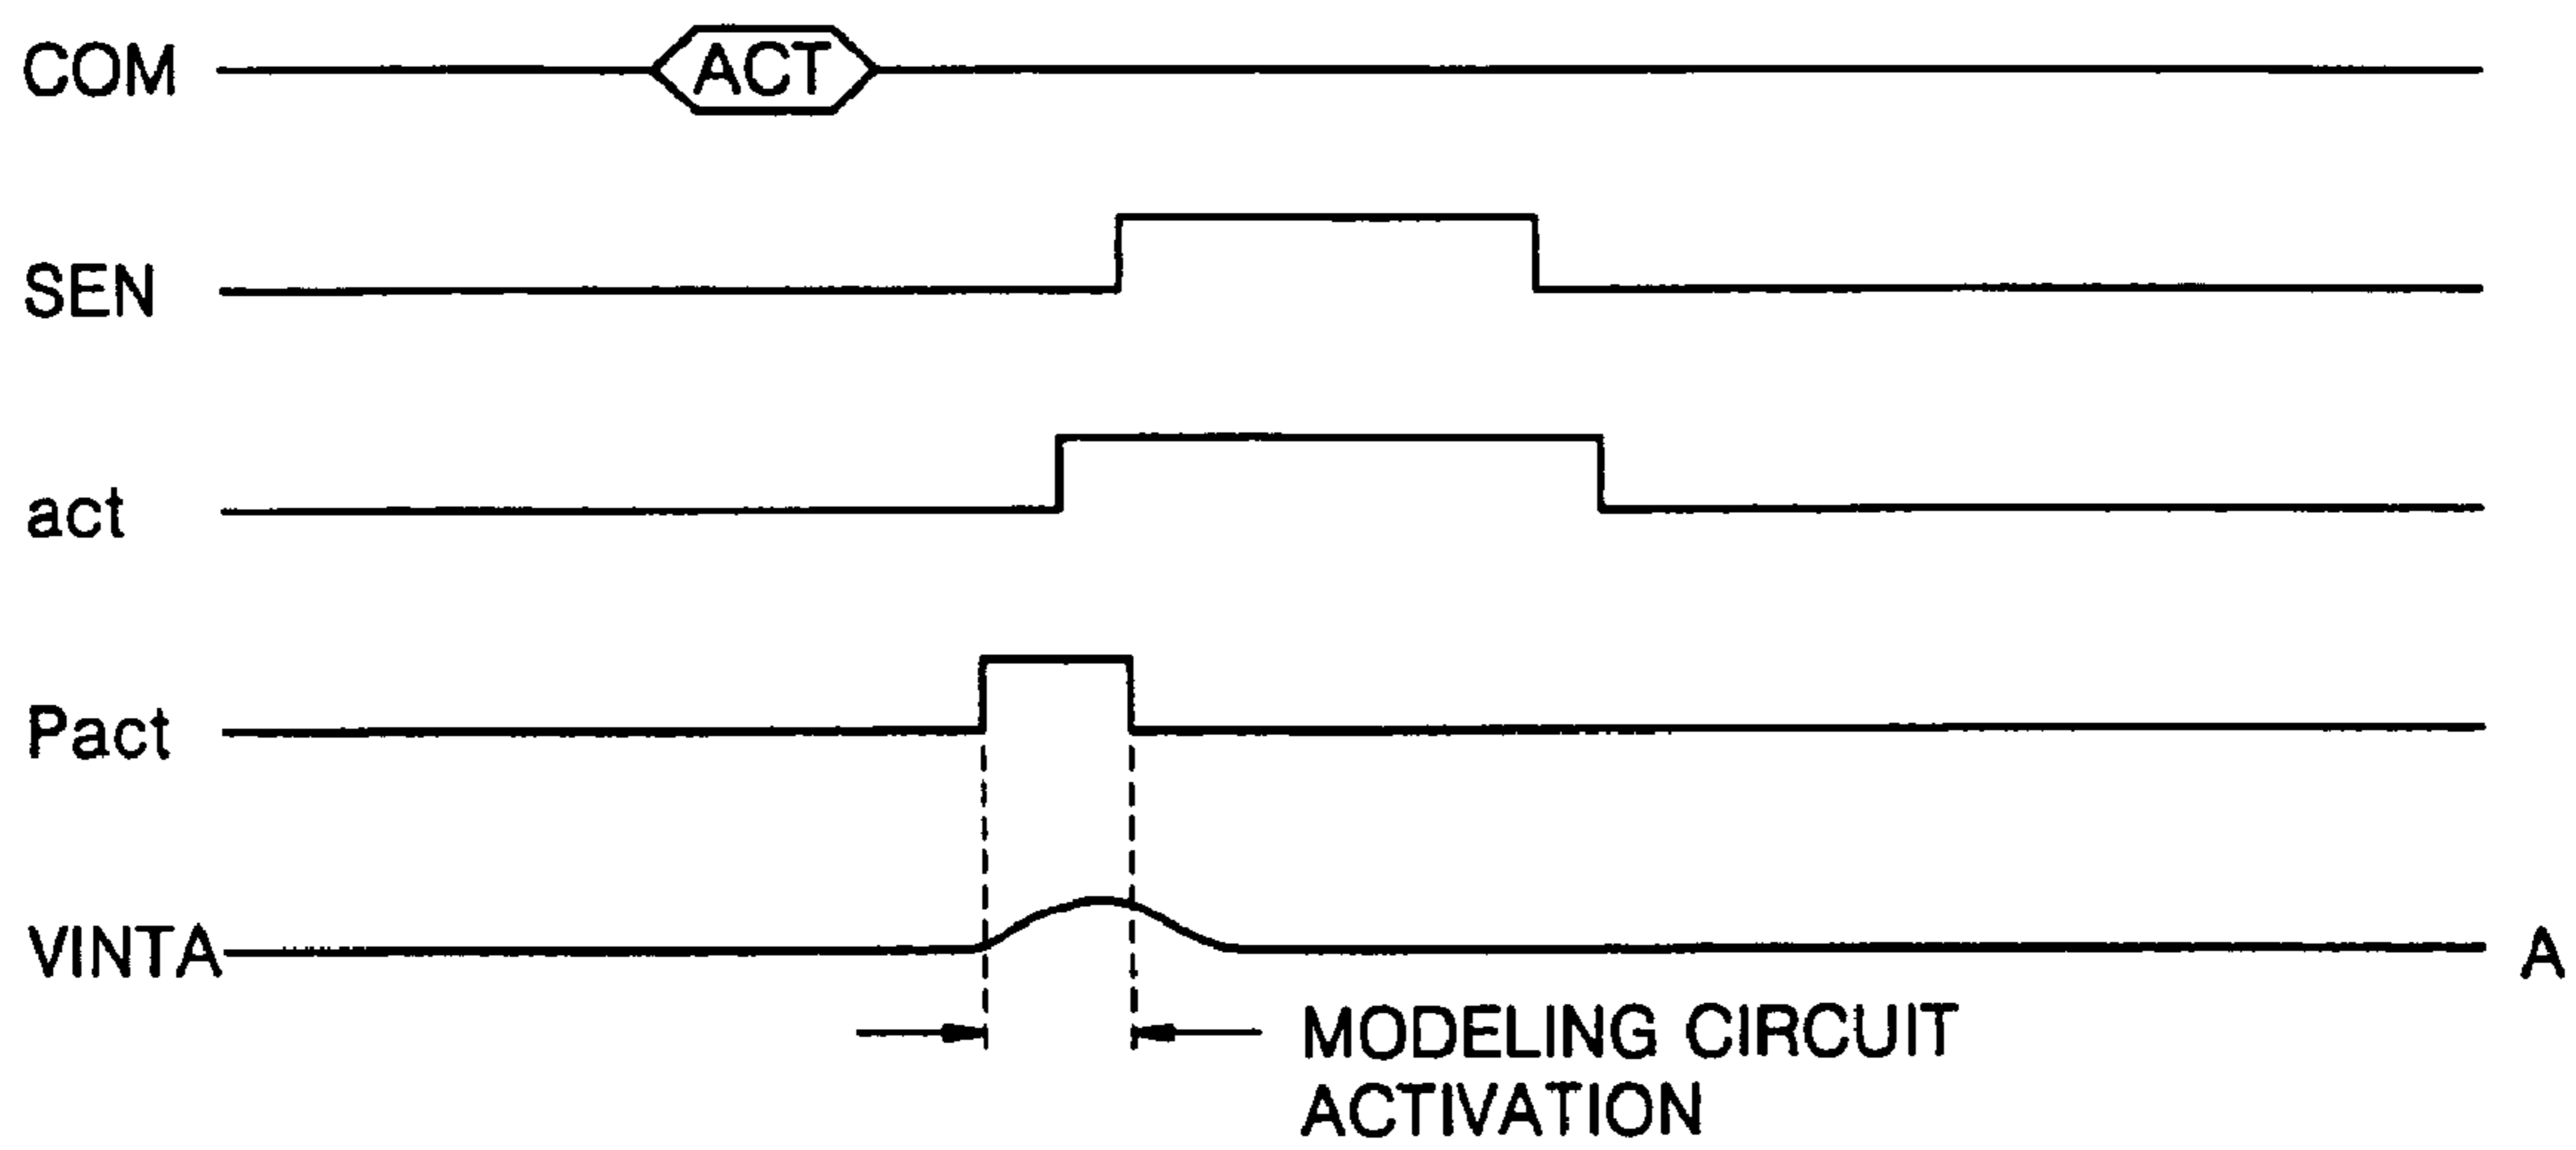 COM
ACT
SEN
act
Pact
VINTA
A
MODELING CIRCUIT
ACTIVATION